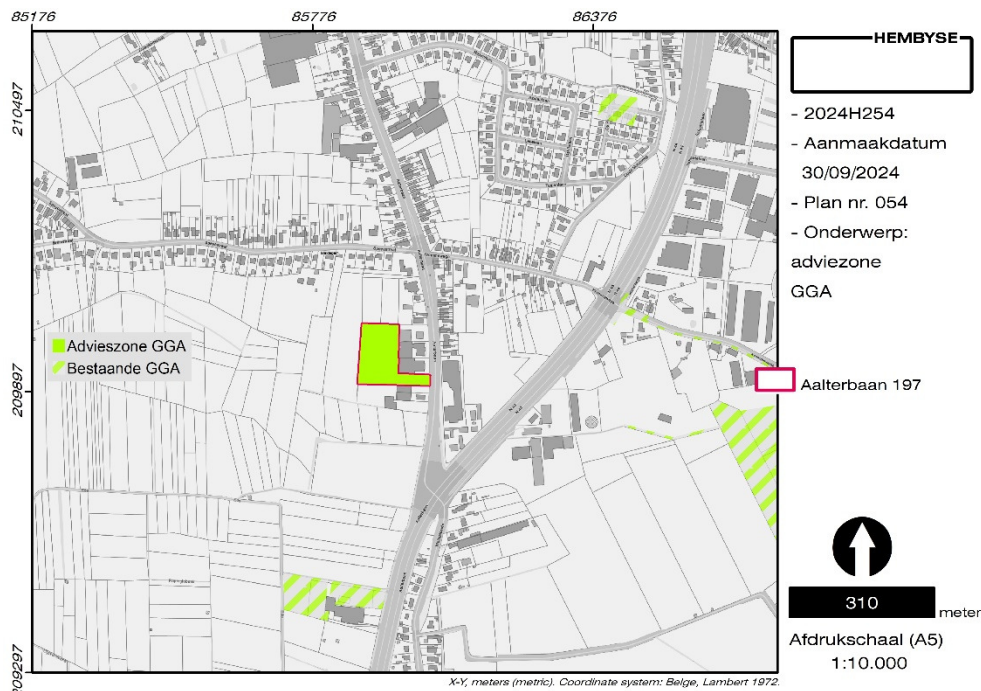 85176
85776
86376
210497
209897
209297
Advieszone GGA
Bestaande GGA
HEMBYSE
- 2024H254
- Aanmaakdatum
30/09/2024
- Plan nr. 054
- Onderwerp:
adviezone
GGA
Aalterbaan 197
310
meter
Afdrukschaal (A5)
1:10.000
X-Y, meters (metric). Coordinate system: Belge, Lambert 1972.